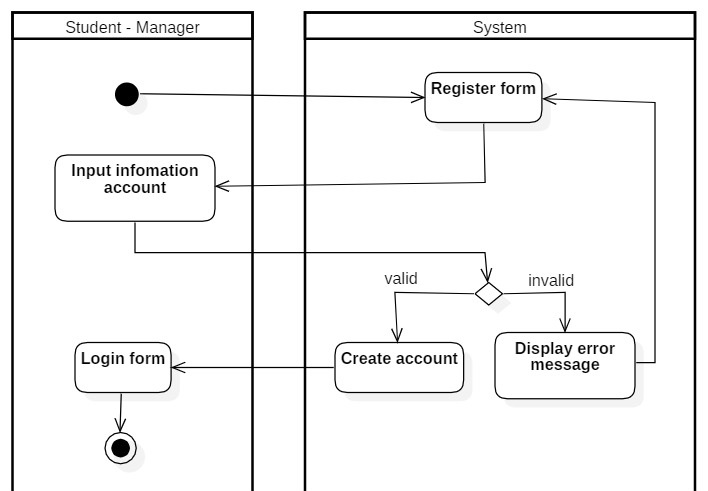 Student - Manager
System
Register form
Input infomation
account
valid
invalid
Login form
Create account
Display error
message